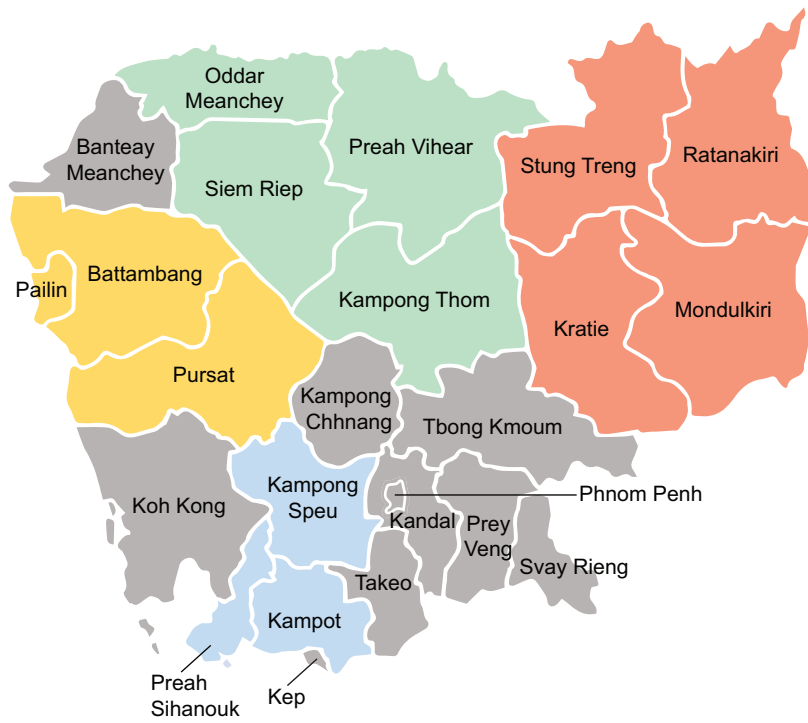 Oddar
Meanchey
Banteay
Meanchey
Preah Vihear
Stung Treng
Ratanakiri
Siem Riep
Battambang
Pailin
Kampong Thom
Kratie
Mondulkiri
Pursat
Kampong
Chhnang
Tbong Kmoum
Koh Kong
Kampong
Speu
Phnom Penh
Kandal
Prey
Veng
Svay Rieng
Takeo
Kampot
Preah
Sihanouk
Kep